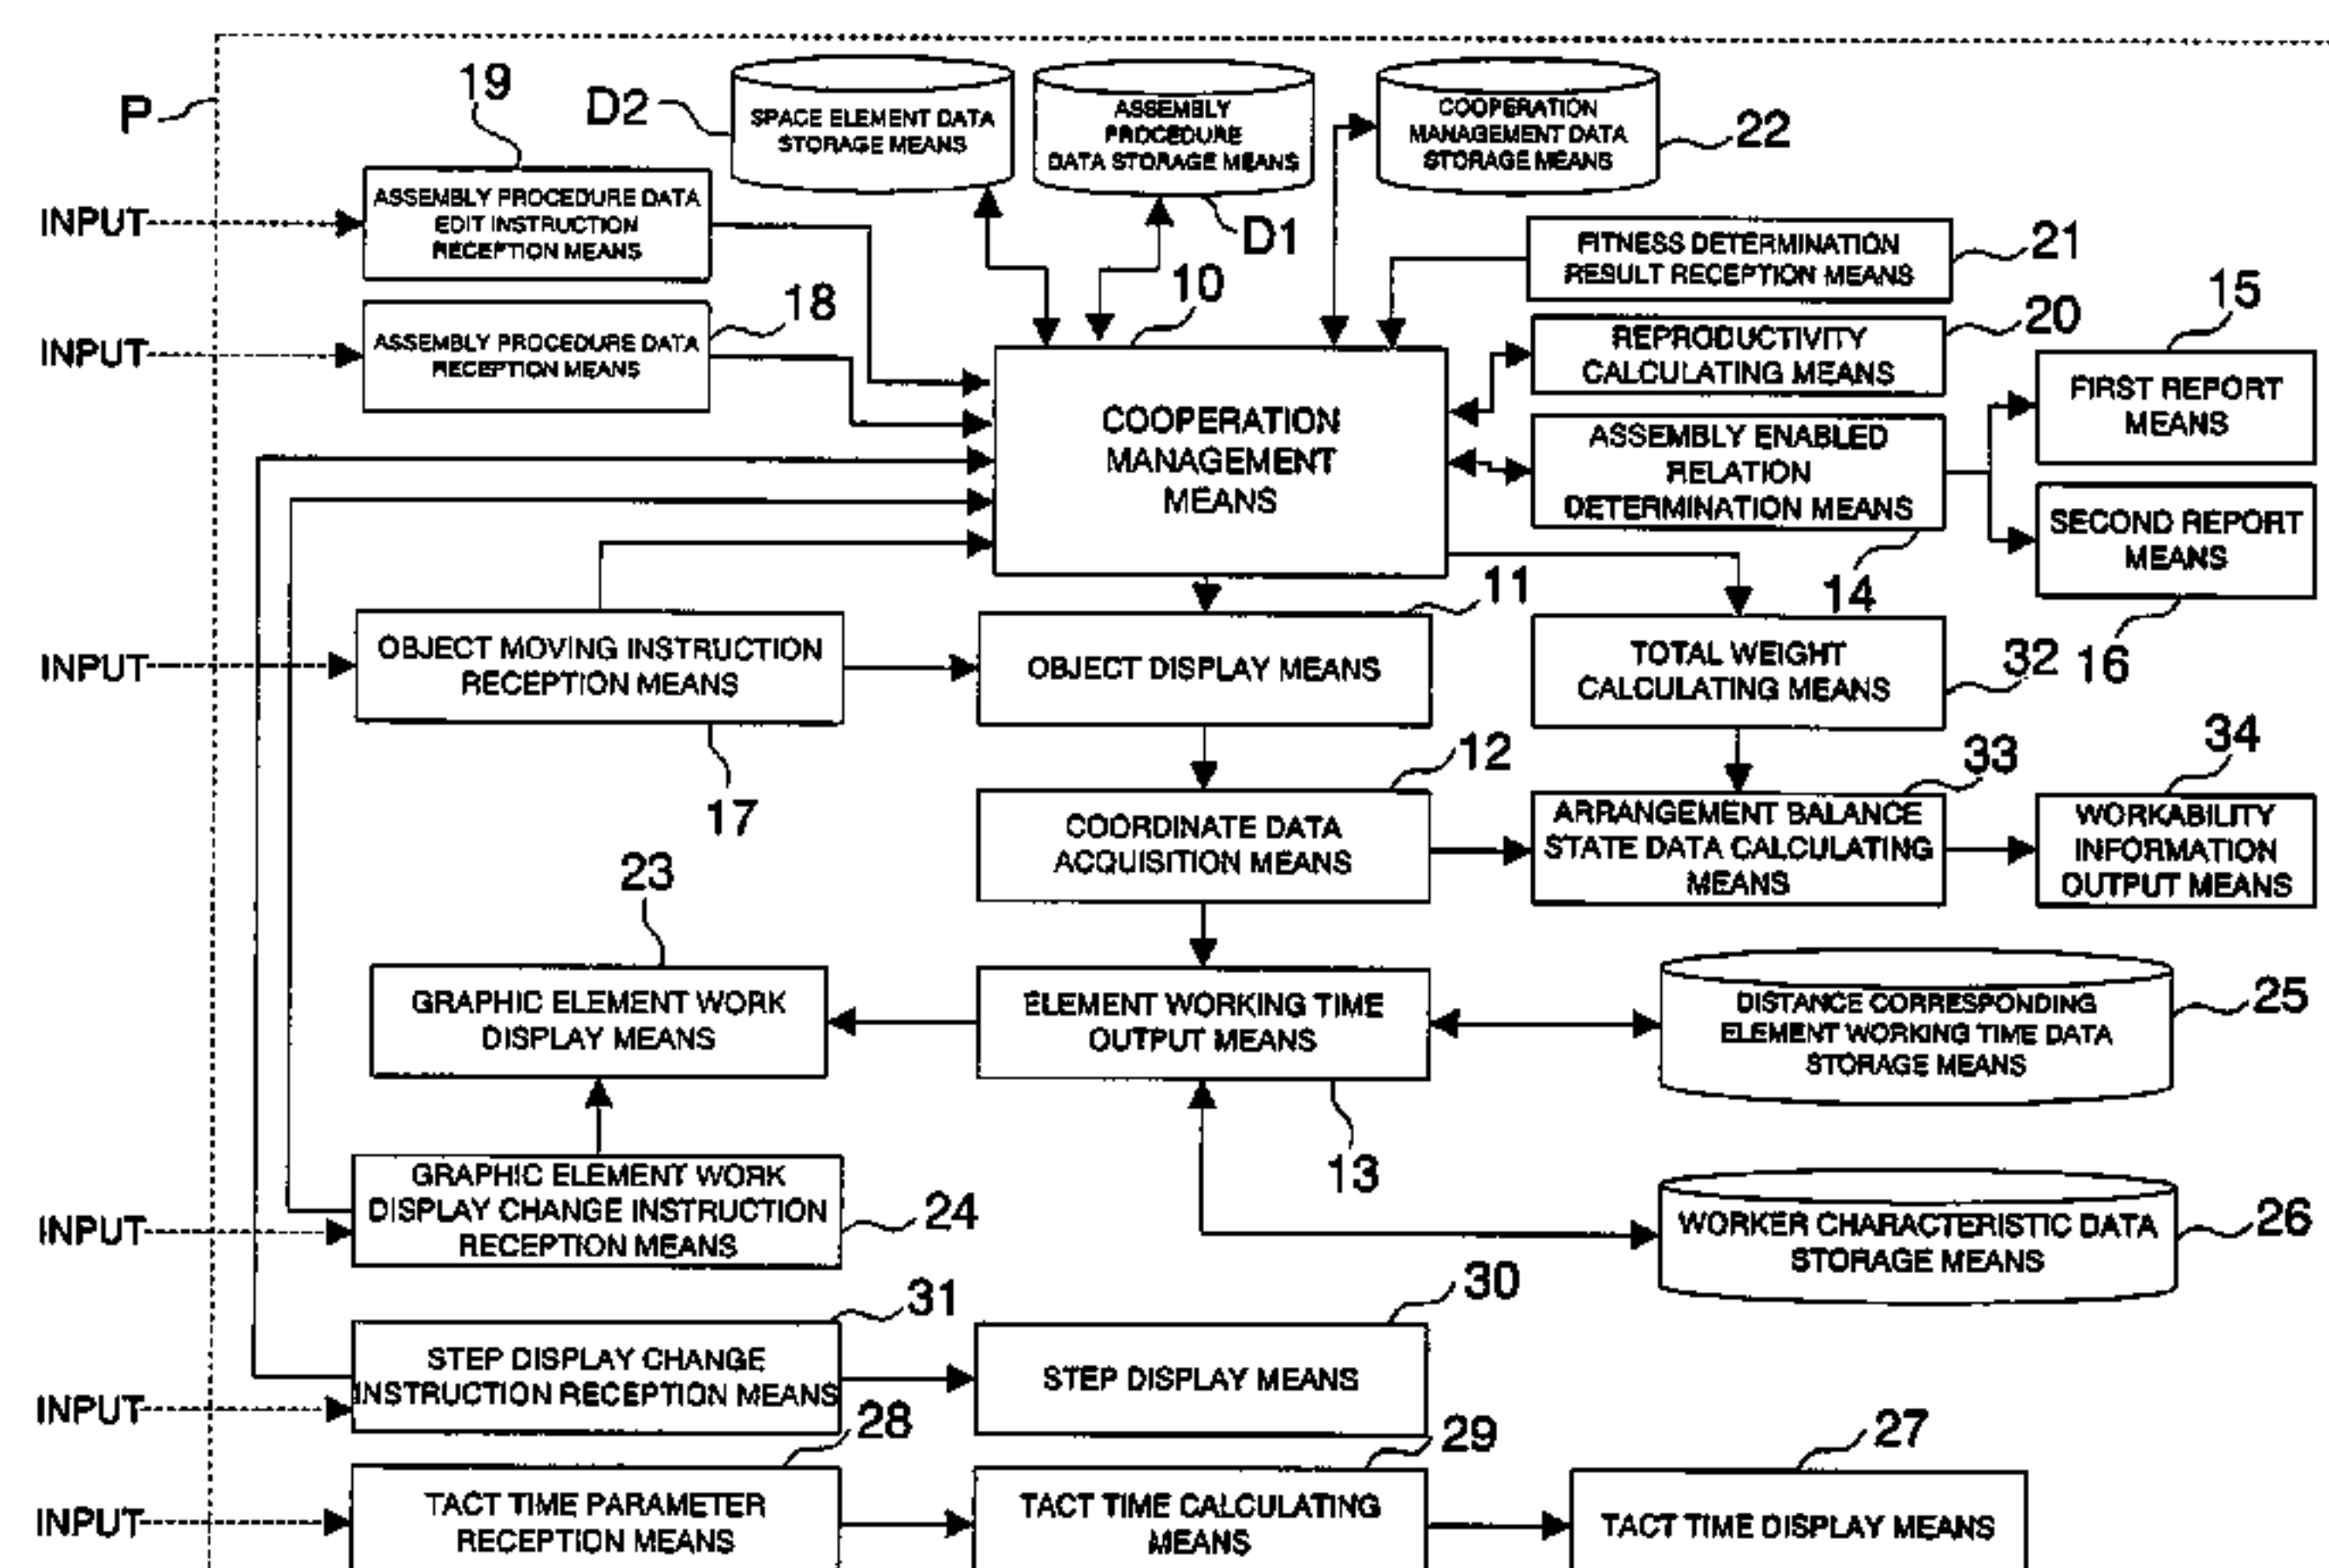 P
19
D2
SPACE ELEMENT DATA
STORAGE MEANS
ASSEMBLY
PROCEDURE
DATA STORAGE MEANS
D1
COOPERATION
MANAGEMENT DATA
STORAGE MEANS
22
INPUT
ASSEMBLY PROCEDURE DATA
EDIT INSTRUCTION
RECEPTION MEANS
FITNESS DETERMINATION
RESULT RECEPTION MEANS
21
INPUT
ASSEMBLY PROCEDURE DATA
RECEPTION MEANS
18
10
COOPERATION
MANAGEMENT
MEANS
REPRODUCTIVITY
CALCULATING MEANS
20
15
FIRST REPORT
MEANS
ASSEMBLY ENABLED
RELATION
DETERMINATION MEANS
14
SECOND REPORT
MEANS
16
INPUT
OBJECT MOVING INSTRUCTION
RECEPTION MEANS
17
11
OBJECT DISPLAY MEANS
TOTAL WEIGHT
CALCULATING MEANS
32
12
COORDINATE DATA
ACQUISITION MEANS
33
ARRANGEMENT BALANCE
STATE DATA CALCULATING
MEANS
34
WORKABILITY
INFORMATION
OUTPUT MEANS
23
GRAPHIC ELEMENT WORK
DISPLAY MEANS
ELEMENT WORKING TIME
OUTPUT MEANS
13
DISTANCE CORRESPONDING
ELEMENT WORKING TIME DATA
STORAGE MEANS
25
INPUT
GRAPHIC ELEMENT WORK
DISPLAY CHANGE INSTRUCTION
RECEPTION MEANS
24
WORKER CHARACTERISTIC DATA
STORAGE MEANS
26
INPUT
31
STEP DISPLAY CHANGE
INSTRUCTION RECEPTION MEANS
30
STEP DISPLAY MEANS
INPUT
28
TACT TIME PARAMETER
RECEPTION MEANS
29
TACT TIME CALCULATING
MEANS
27
TACT TIME DISPLAY MEANS